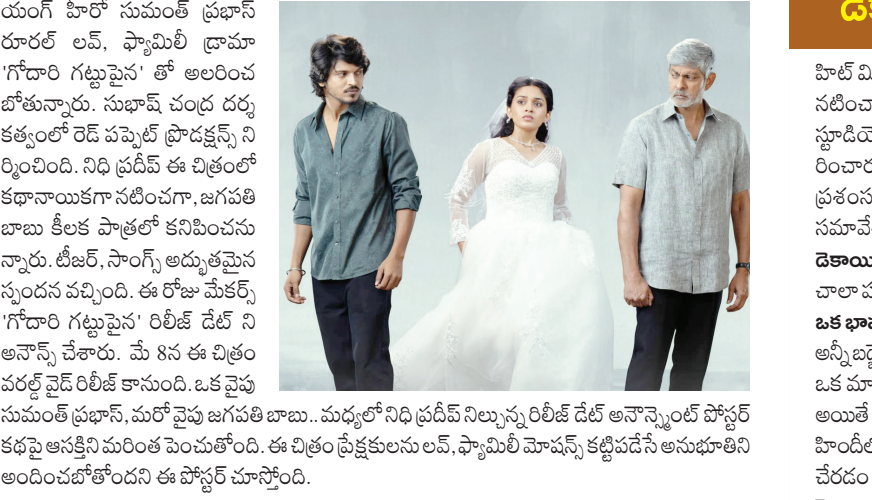 యంగ్ హీరో సుమంత్ ప్రభాస్
రూరల్ లవ్, ఫ్యామిలీ డ్రామా
'గోదారి గట్టుపైన' తో అలరించ
బోతున్నారు. సుభాష్ చంద్ర దర్శ
కత్వంలో రెడ్ పప్పెట్ ప్రొడక్షన్స్ ని
ర్మించింది. నిధి ప్రదీప్ ఈ చిత్రంలో
కథానాయికగా నటించగా, జగపతి
బాబు కీలక పాత్రలో కనిపించను
న్నారు. టీజర్, సాంగ్స్ అద్భుతమైన
స్పందన వచ్చింది. ఈ రోజు మేకర్స్
'గోదారి గట్టుపైన' రిలీజ్ డేట్ ని
అనౌన్స్ చేశారు. మే 8న ఈ చిత్రం
వరల్డ్ వైడ్ రిలీజ్ కానుంది. ఒక వైపు
సుమంత్ ప్రభాస్, మరో వైపు జగపతి బాబు.. మధ్యలో నిధి ప్రదీప్ నిల్చున్న రిలీజ్ డేట్ అనౌన్స్మెంట్ పోస్టర్
కథపై ఆసక్తిని మరింత పెంచుతోంది. ఈ చిత్రం ప్రేక్షకులను లవ్, ఫ్యామిలీ మోషన్స్ కట్టిపడేసే అనుభూతిని
అందించబోతోందని ఈ పోస్టర్ చూస్తోంది.
హిట్ మి
నటించా
స్టూడియో
రించారు
ప్రశంస
సమావే
డెకాయి
చాలా ప
ఒక భా
అన్నీ బడ్జె
ఒక మా
అయితే
హిందీల
చేరడం